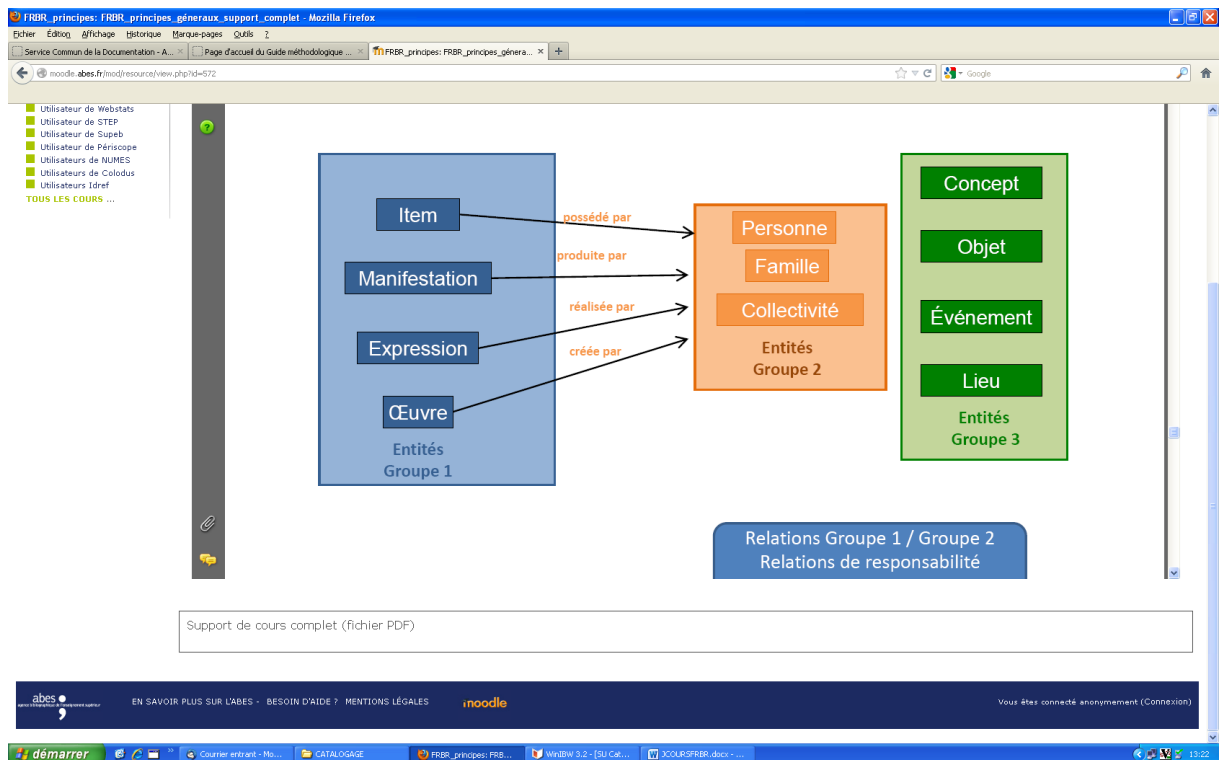 FRBR_principes: FRBR_principes_géneraux_support_complet - Mozilla Firefox
Fichier Édition Affichage Historique Marque-pages Outils ?
Service Commun de la Documentation - A...
Page d'accueil du Guide méthodologique ...
FRBR_principes: FRBR_principes_génera...
moodle.abes.fr/mod/resource/view.php?id=572
Google
Utilisateur de Webstats
Utilisateur de STEP
Utilisateur de Supeb
Utilisateur de Périscope
Utilisateurs de NUMES
Utilisateurs de Colodus
Utilisateurs Idref
TOUS LES COURS ...
Item
Manifestation
Expression
Œuvre
Entités
Groupe 1
possédé par
produite par
réalisée par
créée par
Personne
Famille
Collectivité
Entités
Groupe 2
Concept
Objet
Événement
Lieu
Entités
Groupe 3
Relations Groupe 1 / Groupe 2
Relations de responsabilité
Support de cours complet (fichier PDF)
abes
EN SAVOIR PLUS SUR L'ABES - BESOIN D'AIDE ? MENTIONS LÉGALES
moodle
Vous êtes connecté anonymement (Connexion)
démarrer
Courrier entrant - Mo...
CATALOGAGE
FRBR_principes: FRB...
WinIBW 3.2 - [SU Cat...
JCOURSFRBR.docx - ...
13:22